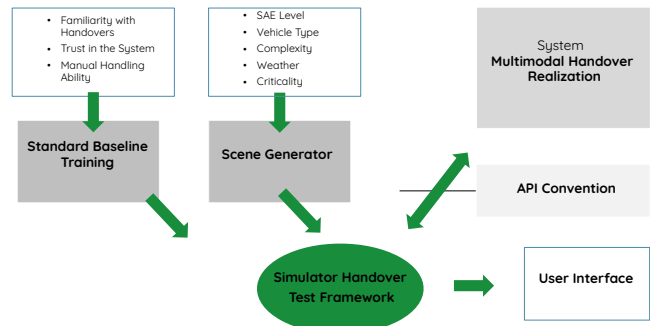 • Familiarity with
Handovers
• Trust in the System
• Manual Handling
Ability
• SAE Level
• Vehicle Type
• Complexity
• Weather
• Criticality
System
Multimodal Handover
Realization
Standard Baseline
Training
Scene Generator
API Convention
Simulator Handover
Test Framework
User Interface